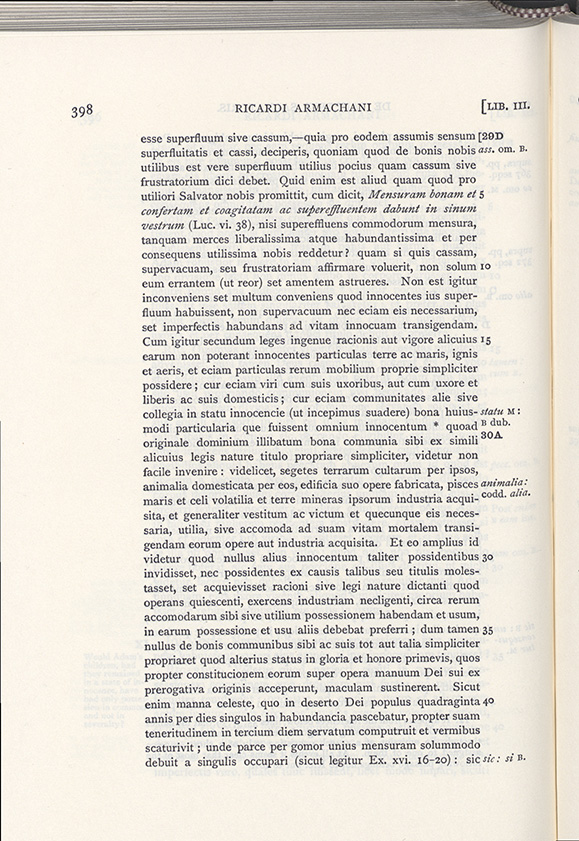 398 RICARDI ARMACHANI [LIB. III.
esse superfluum sive cassum,—quia pro eodem assumis sensum [29D
superfluitatis et cassi, deciperis, quoniam quod de bonis nobis ass. om. B.
utilibus est vere superfluum utilius pocius quam cassum sive
frustratorium dici debet. Quid enim est aliud quam quod pro
utiliori Salvator nobis promittit, cum dicit, Mensuram bonam et 5
confertam et coagitatam ac supereffluentem dabunt in sinum
vestrum (Luc. vi. 38), nisi supereffluens commodorum mensura,
tanquam merces liberalissima atque habundantissima et per
consequens utilissima nobis reddetur? quam si quis cassam,
supervacuam, seu frustratoriam affirmare voluerit, non solum 10
eum errantem (ut reor) set amentem astrueres. Non est igitur
inconveniens set multum conveniens quod innocentes ius super-
fluum habuissent, non supervacuum nec eciam eis necessarium,
set imperfectis habundans ad vitam innocuam transigendam.
Cum igitur secundum leges ingenue racionis aut vigore alicuius 15
earum non poterant innocentes particulas terre ac maris, ignis
et aeris, et eciam particulas rerum mobilium proprie simpliciter
possidere; cur eciam viri cum suis uxoribus, aut cum uxore et
liberis ac suis domesticis; cur eciam communitates alie sive
collegia in statu innocencie (ut incepimus suadere) bona huius- statu M:
modi particularia que fuissent omnium innocentum * quoad B dub.
originale dominium illibatum bona communia sibi ex simili 30A
alicuius legis nature titulo propriare simpliciter, videtur non
facile invenire: videlicet, segetes terrarum cultarum per ipsos,
animalia domesticata per eos, edificia suo opere fabricata, pisces animalia:
maris et celi volatilia et terre mineras ipsorum industria acqui- codd. alia.
sita, et generaliter vestitum ac victum et quecunque eis neces-
saria, utilia, sive accomoda ad suam vitam mortalem transi-
gendam eorum opere aut industria acquisita. Et eo amplius id
videtur quod nullus alius innocentum taliter possidentibus 30
invidisset, nec possidentes ex causis talibus seu titulis moles-
tasset, set acquievisset racioni sive legi nature dictanti quod
operans quiescenti, exercens industriam necligenti, circa rerum
accomodarum sibi sive utilium possessionem habendam et usum,
in earum possessione et usu aliis debebat preferri; dum tamen 35
nullus de bonis communibus sibi ac suis tot aut talia simpliciter
propriaret quod alterius status in gloria et honore primevis, quos
propter constitucionem eorum super opera manuum Dei sui ex
prerogativa originis acceperunt, maculam sustinerent. Sicut
enim manna celeste, quo in deserto Dei populus quadraginta 40
annis per dies singulos in habundancia pascebatur, propter suam
teneritudinem in tercium diem servatum computruit et vermibus
scaturivit; unde parce per gomor unius mensuram solummodo
debuit a singulis occupari (sicut legitur Ex. xvi. 16-20): sic sic: si B.